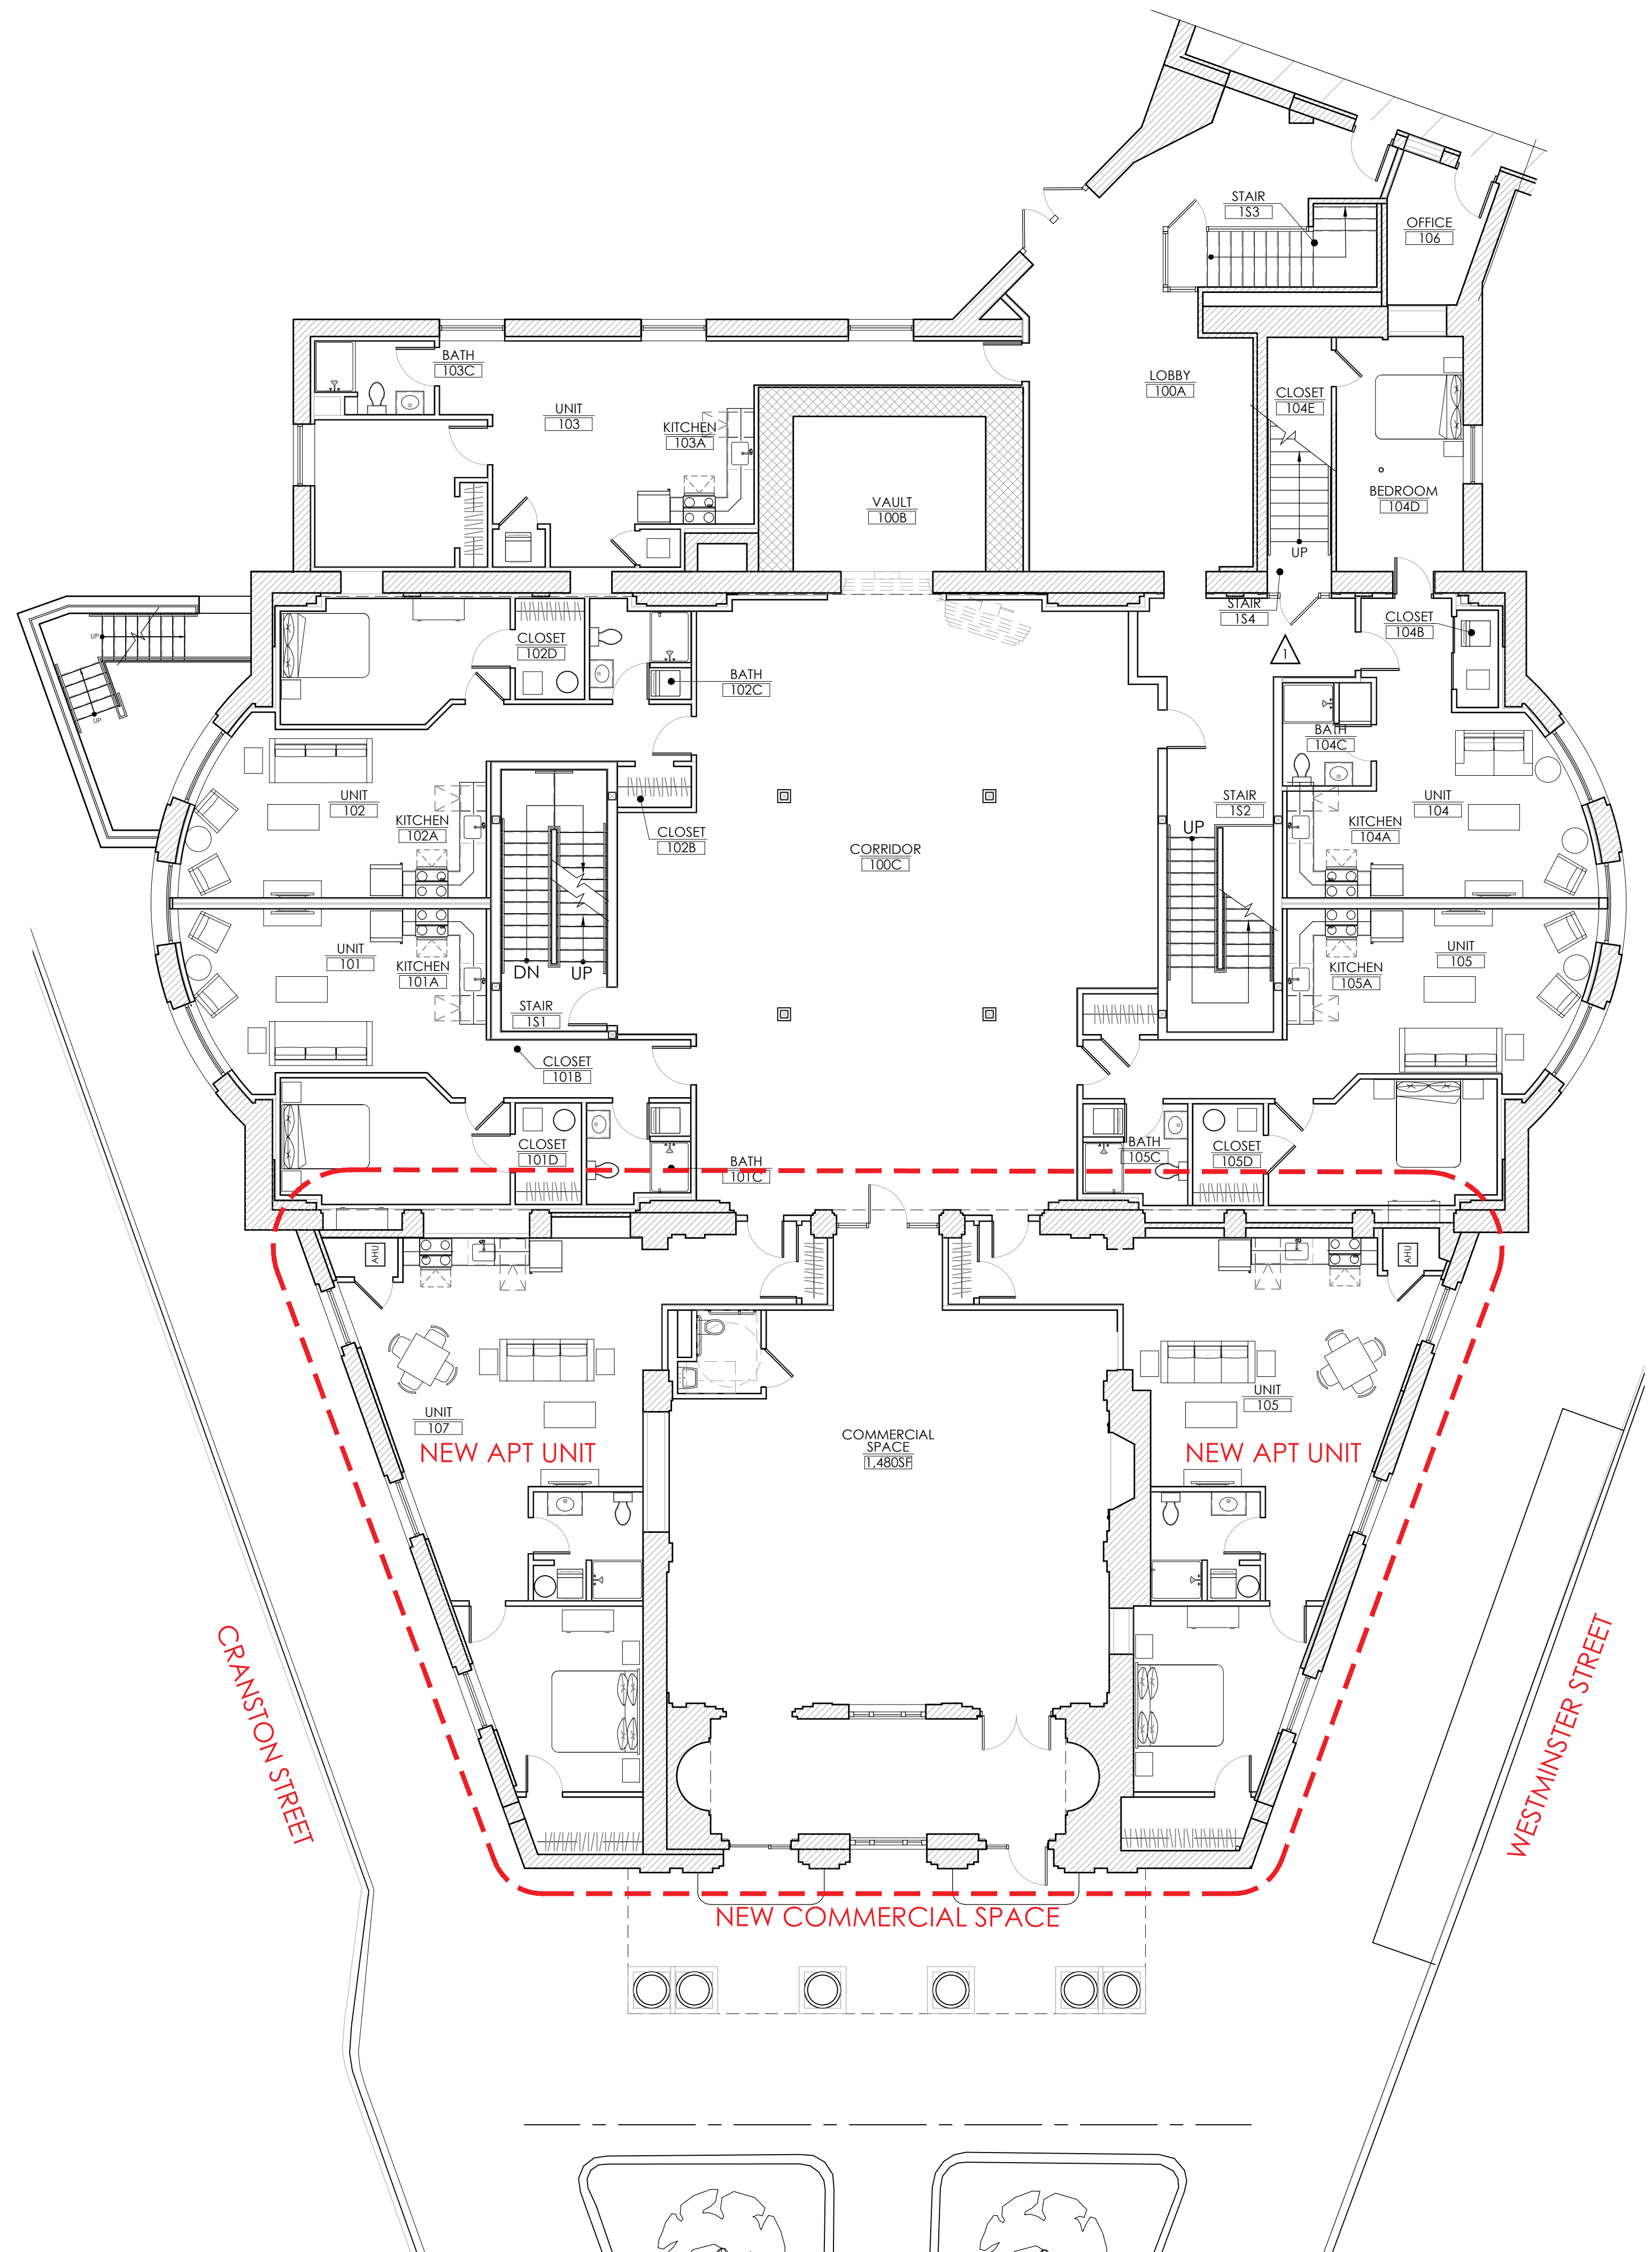 STAIR
1S3
OFFICE
106
BATH
103C
LOBBY
100A
UNIT
103
CLOSET
104E
KITCHEN
103A
VAULT
100B
BEDROOM
104D
UP
STAIR
1S4
CLOSET
104B
1
UP
UP
CLOSET
102D
BATH
102C
BATH
104C
UNIT
102
KITCHEN
102A
CLOSET
102B
CORRIDOR
100C
STAIR
1S2
UP
UNIT
104
KITCHEN
104A
UNIT
101
KITCHEN
101A
DN
UP
STAIR
1S1
UNIT
105
KITCHEN
105A
CLOSET
101B
CLOSET
101D
BATH
101C
BATH
105C
CLOSET
105D
AHU
AHU
UNIT
107
NEW APT UNIT
COMMERCIAL
SPACE
1,480SF
UNIT
105
NEW APT UNIT
CRANSTON STREET
WESTMINSTER STREET
NEW COMMERCIAL SPACE